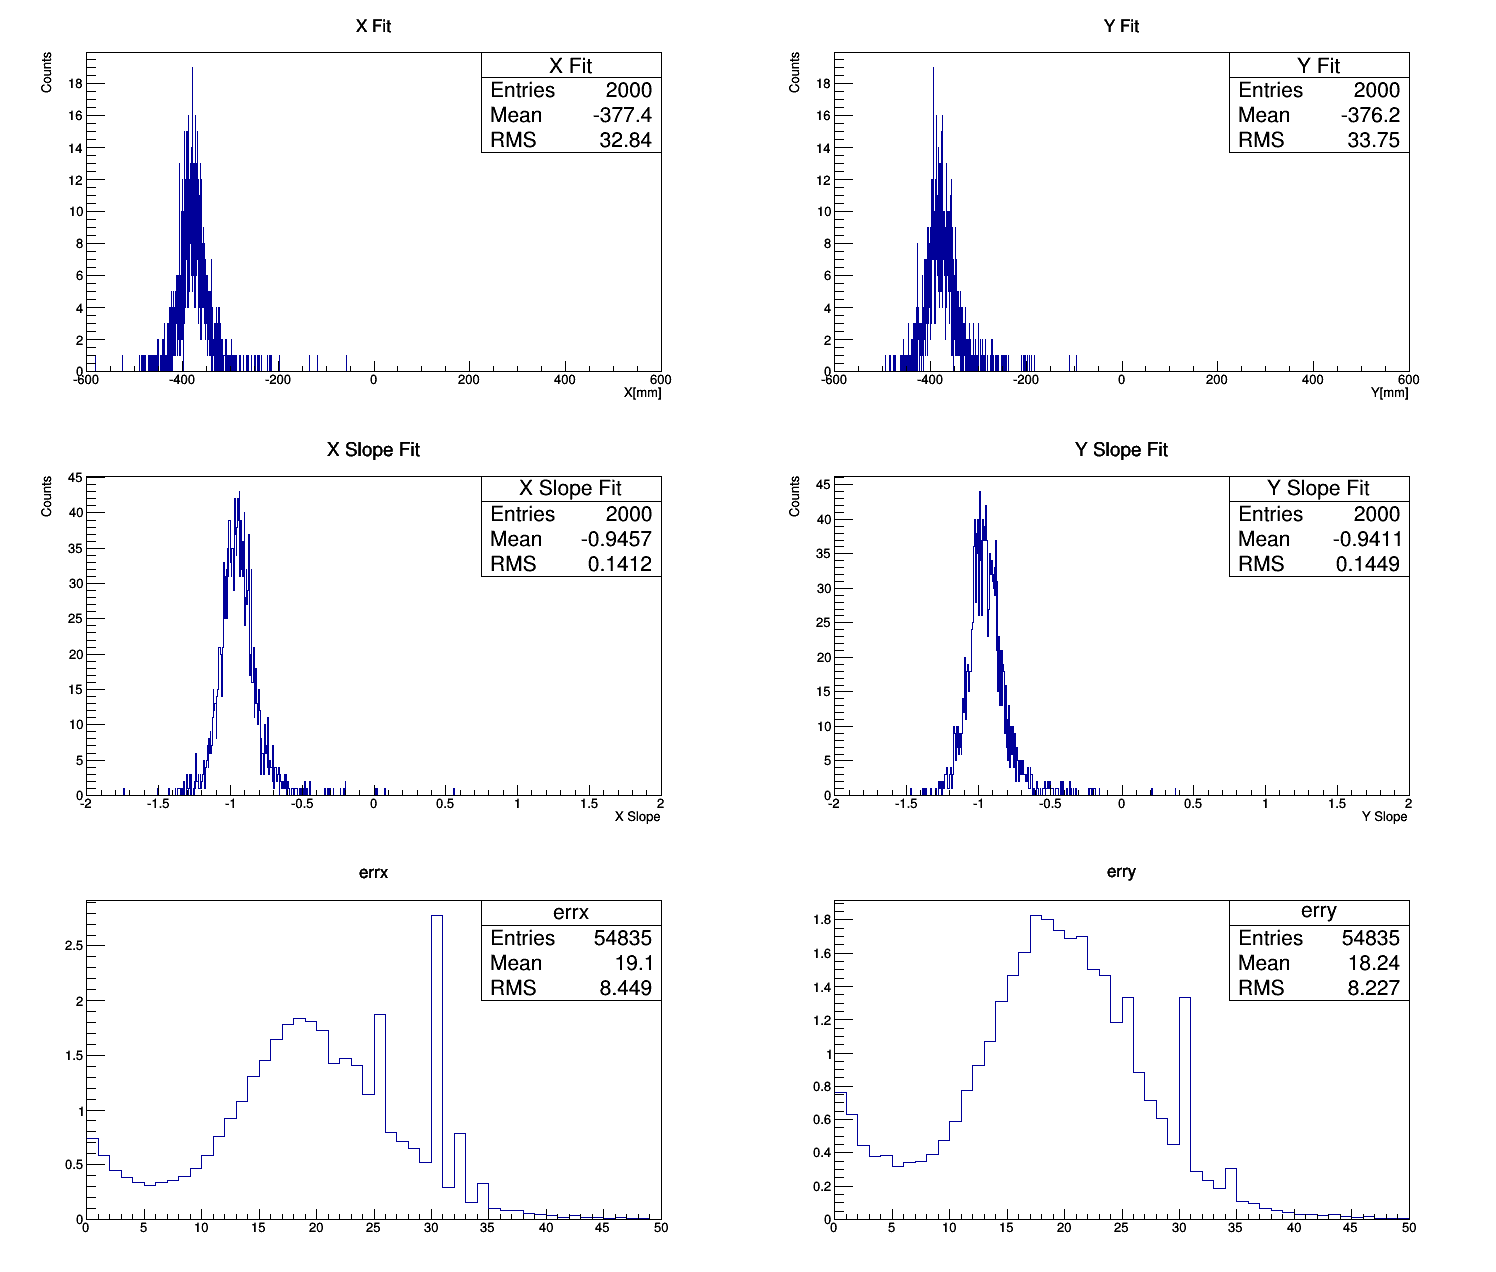 X Fit
Counts
X Fit
Entries 2000
Mean -377.4
RMS 32.84
18
16
14
12
10
8
6
4
2
0
-600 -400 -200 0 200 400 600
X[mm]
Y Fit
Counts
Y Fit
Entries 2000
Mean -376.2
RMS 33.75
18
16
14
12
10
8
6
4
2
0
-600 -400 -200 0 200 400 600
Y[mm]
X Slope Fit
Counts
X Slope Fit
Entries 2000
Mean -0.9457
RMS 0.1412
45
40
35
30
25
20
15
10
5
0
-2 -1.5 -1 -0.5 0 0.5 1 1.5 2
X Slope
Y Slope Fit
Counts
Y Slope Fit
Entries 2000
Mean -0.9411
RMS 0.1449
45
40
35
30
25
20
15
10
5
0
-2 -1.5 -1 -0.5 0 0.5 1 1.5 2
Y Slope
errx
errx
Entries 54835
Mean 19.1
RMS 8.449
2.5
2
1.5
1
0.5
0
0 5 10 15 20 25 30 35 40 45 50
erry
erry
Entries 54835
Mean 18.24
RMS 8.227
1.8
1.6
1.4
1.2
1
0.8
0.6
0.4
0.2
0
0 5 10 15 20 25 30 35 40 45 50